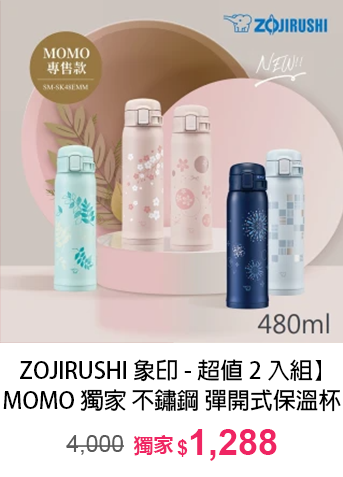 ZOJIRUSHI
MOMO
專售款
SM-SK48EMM
NEW!!
480ml
ZOJIRUSHI 象印 - 超值 2 入組】
MOMO 獨家 不鏽鋼 彈開式保溫杯
4,000 獨家 $1,288